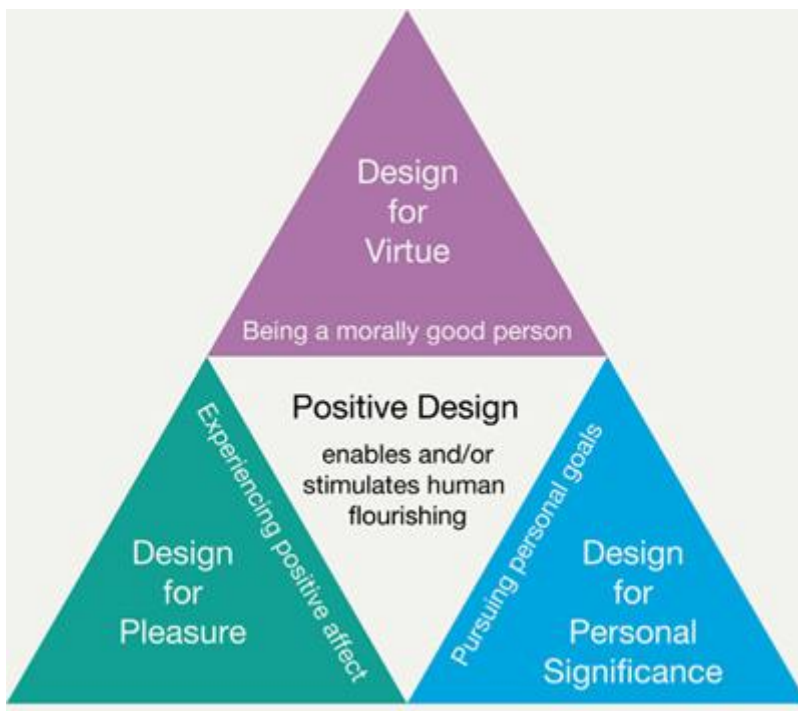 Design
for
Virtue
Being a morally good person
Positive Design
enables and/or
stimulates human
flourishing
Experiencing positive affect
Design
for
Pleasure
Pursuing personal goals
Design
for
Personal
Significance